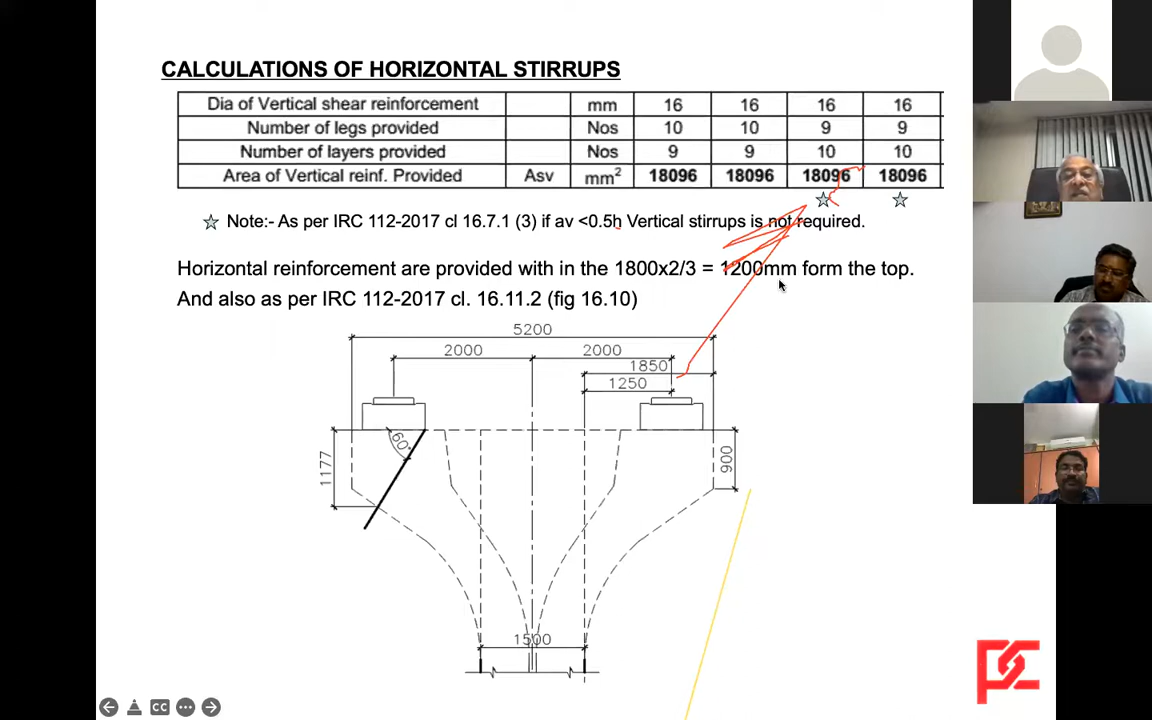 CALCULATIONS OF HORIZONTAL STIRRUPS
Dia of Vertical shear reinforcement mm 16 16 16 16
Number of legs provided Nos 10 10 9 9
Number of layers provided Nos 9 9 10 10
Area of Vertical reinf. Provided Asv mm² 18096 18096 18096 18096
Note:- As per IRC 112-2017 cl 16.7.1 (3) if av <0.5h Vertical stirrups is not required.
Horizontal reinforcement are provided with in the 1800x2/3 = 1200mm form the top.
And also as per IRC 112-2017 cl. 16.11.2 (fig 16.10)
5200
2000 2000
1850
1250
60°
1177
900
1500
CC